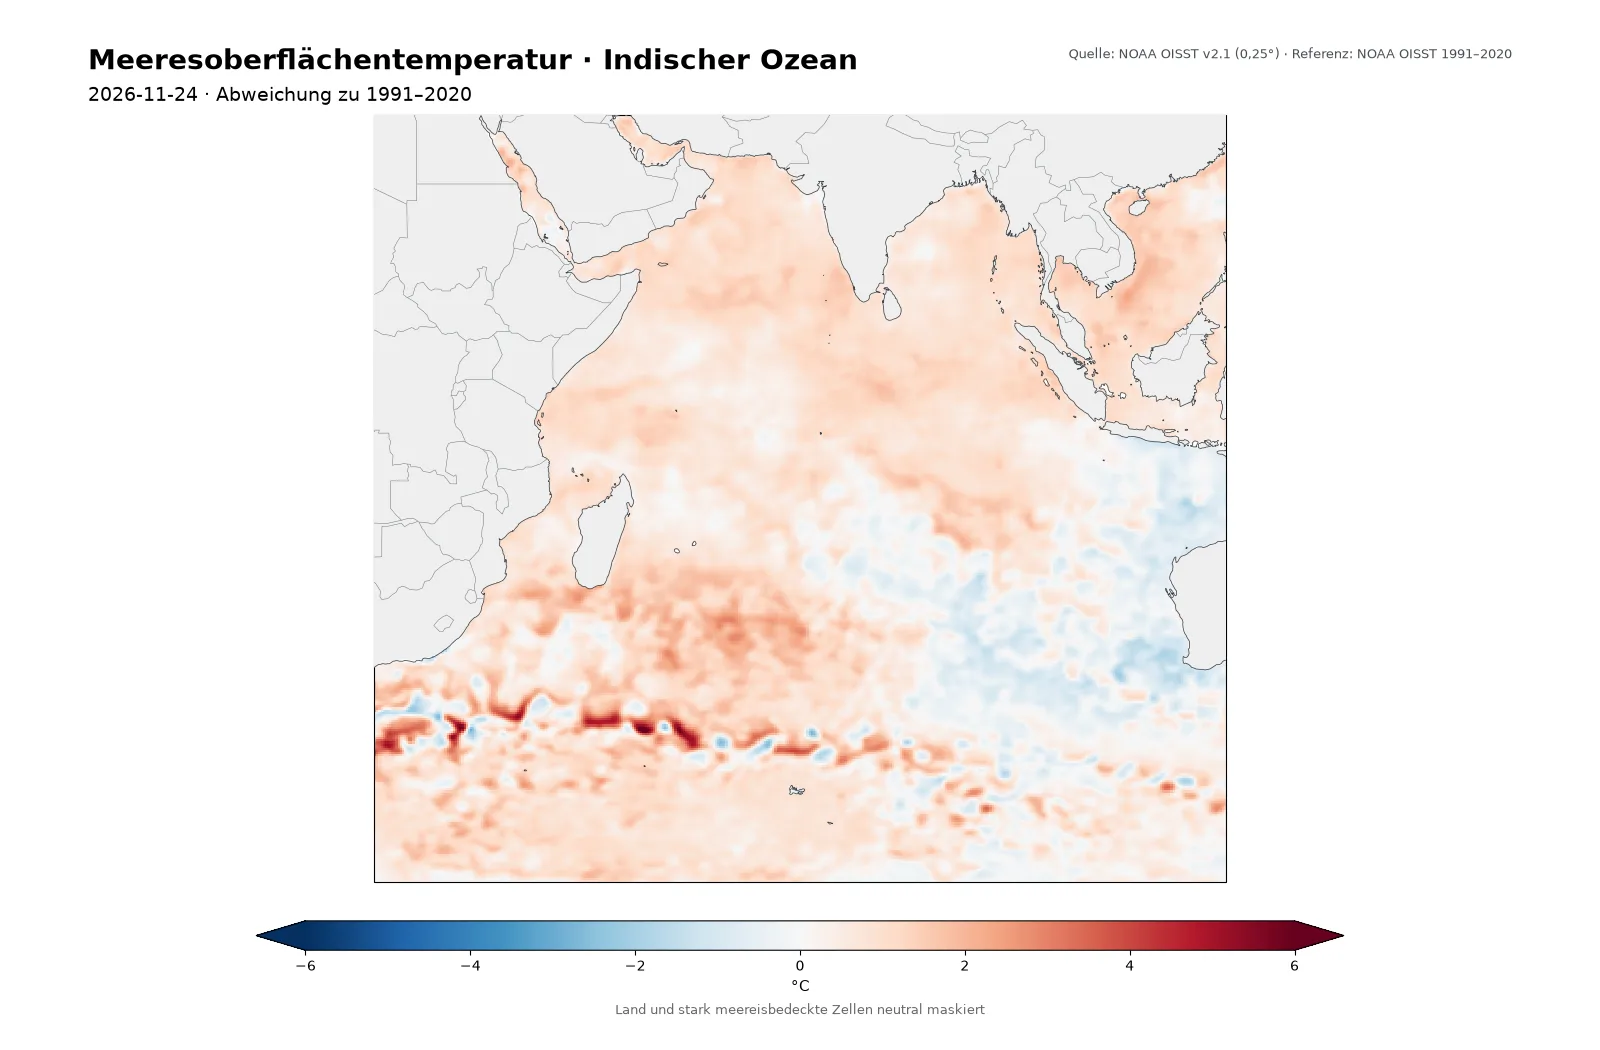 Meeresoberflächentemperatur · Indischer Ozean
Quelle: NOAA OISST v2.1 (0,25°) · Referenz: NOAA OISST 1991–2020
2026-11-24 · Abweichung zu 1991–2020
−6 −4 −2 0 2 4 6
°C
Land und stark meereisbedeckte Zellen neutral maskiert